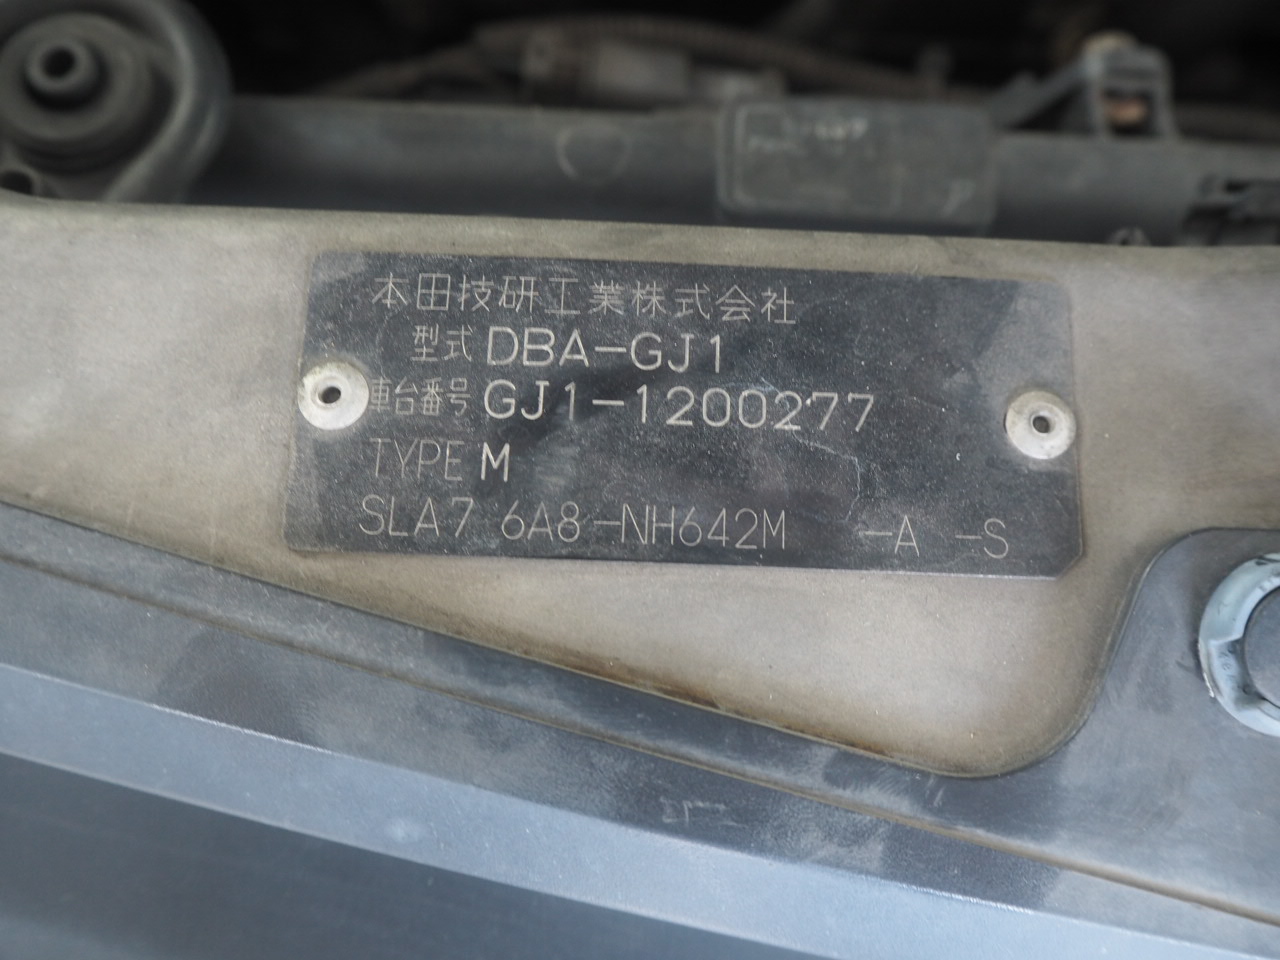 本田技研工業株式会社
型式 DBA-GJ1
車台番号 GJ1-1200277
TYPE M
SLA7 6A8-NH642M -A -S